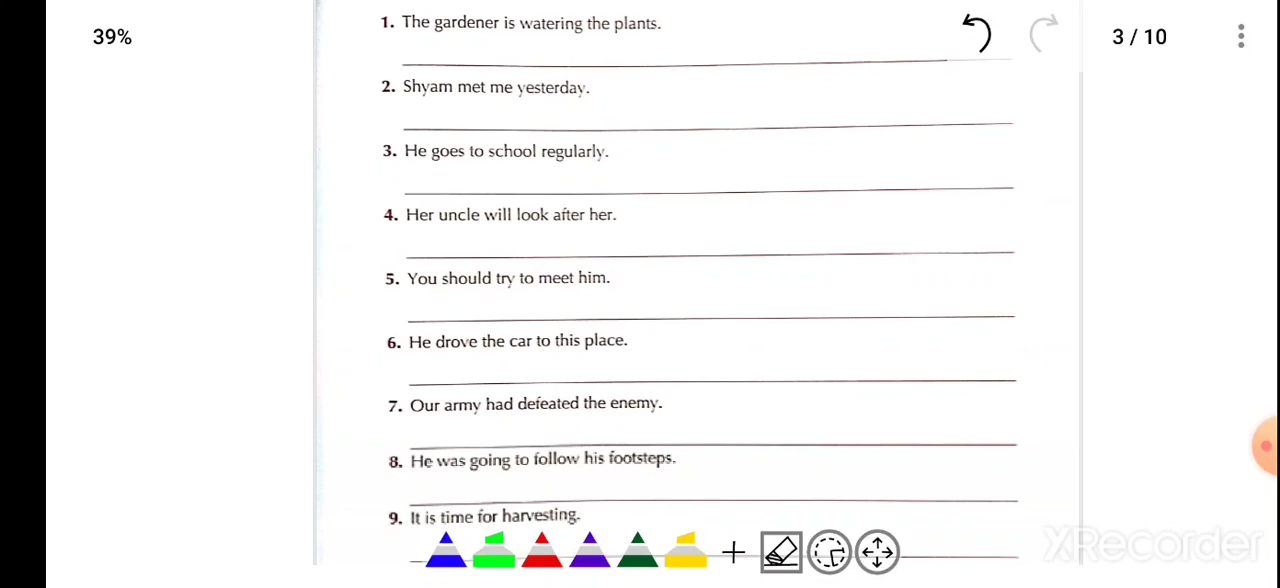 39%
3 / 10
1. The gardener is watering the plants.
2. Shyam met me yesterday.
3. He goes to school regularly.
4. Her uncle will look after her.
5. You should try to meet him.
6. He drove the car to this place.
7. Our army had defeated the enemy.
8. He was going to follow his footsteps.
9. It is time for harvesting.
XRecorder